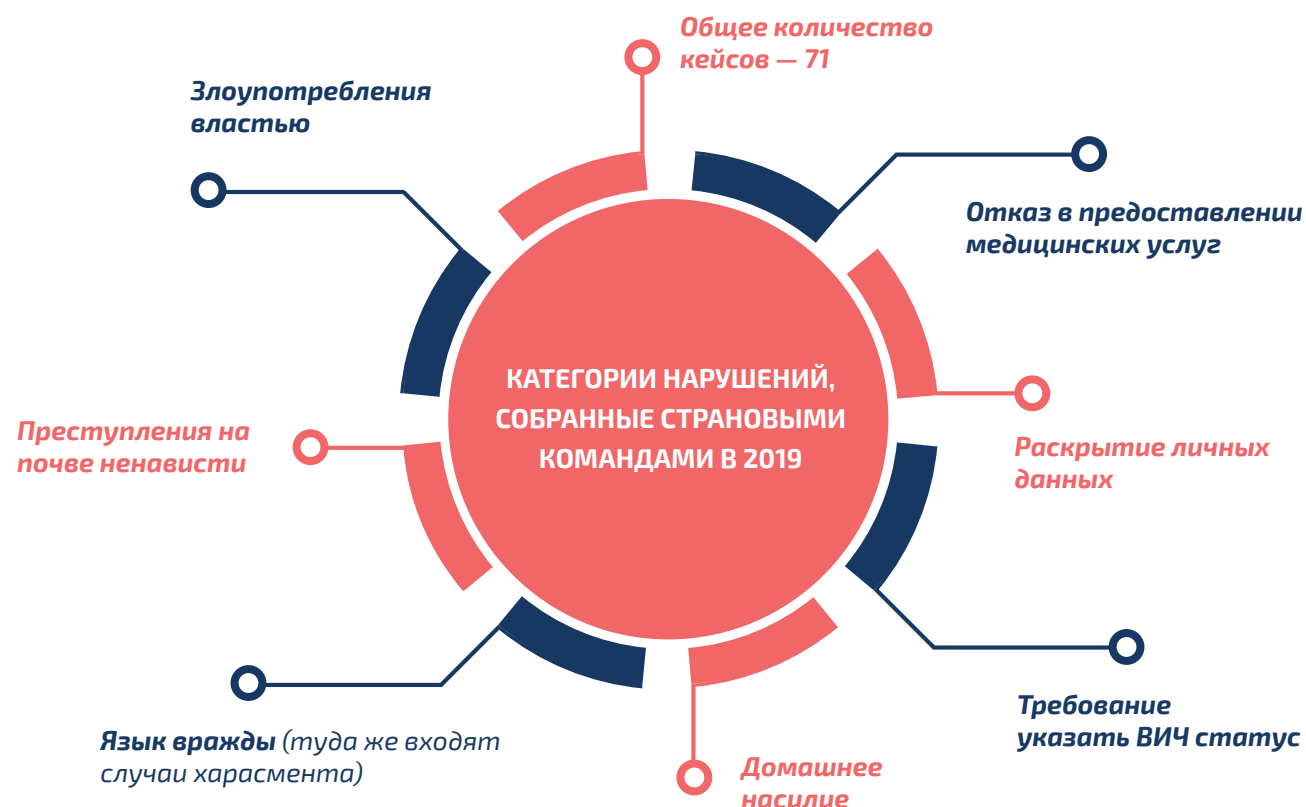 Общее количество
кейсов — 71
Злоупотребления
властью
Отказ в предоставлении
медицинских услуг
КАТЕГОРИИ НАРУШЕНИЙ,
СОБРАННЫЕ СТРАНОВЫМИ
КОМАНДАМИ В 2019
Преступления на
почве ненависти
Раскрытие личных
данных
Требование
указать ВИЧ статус
Язык вражды (туда же входят
случаи харасмента)
Домашнее
насилие